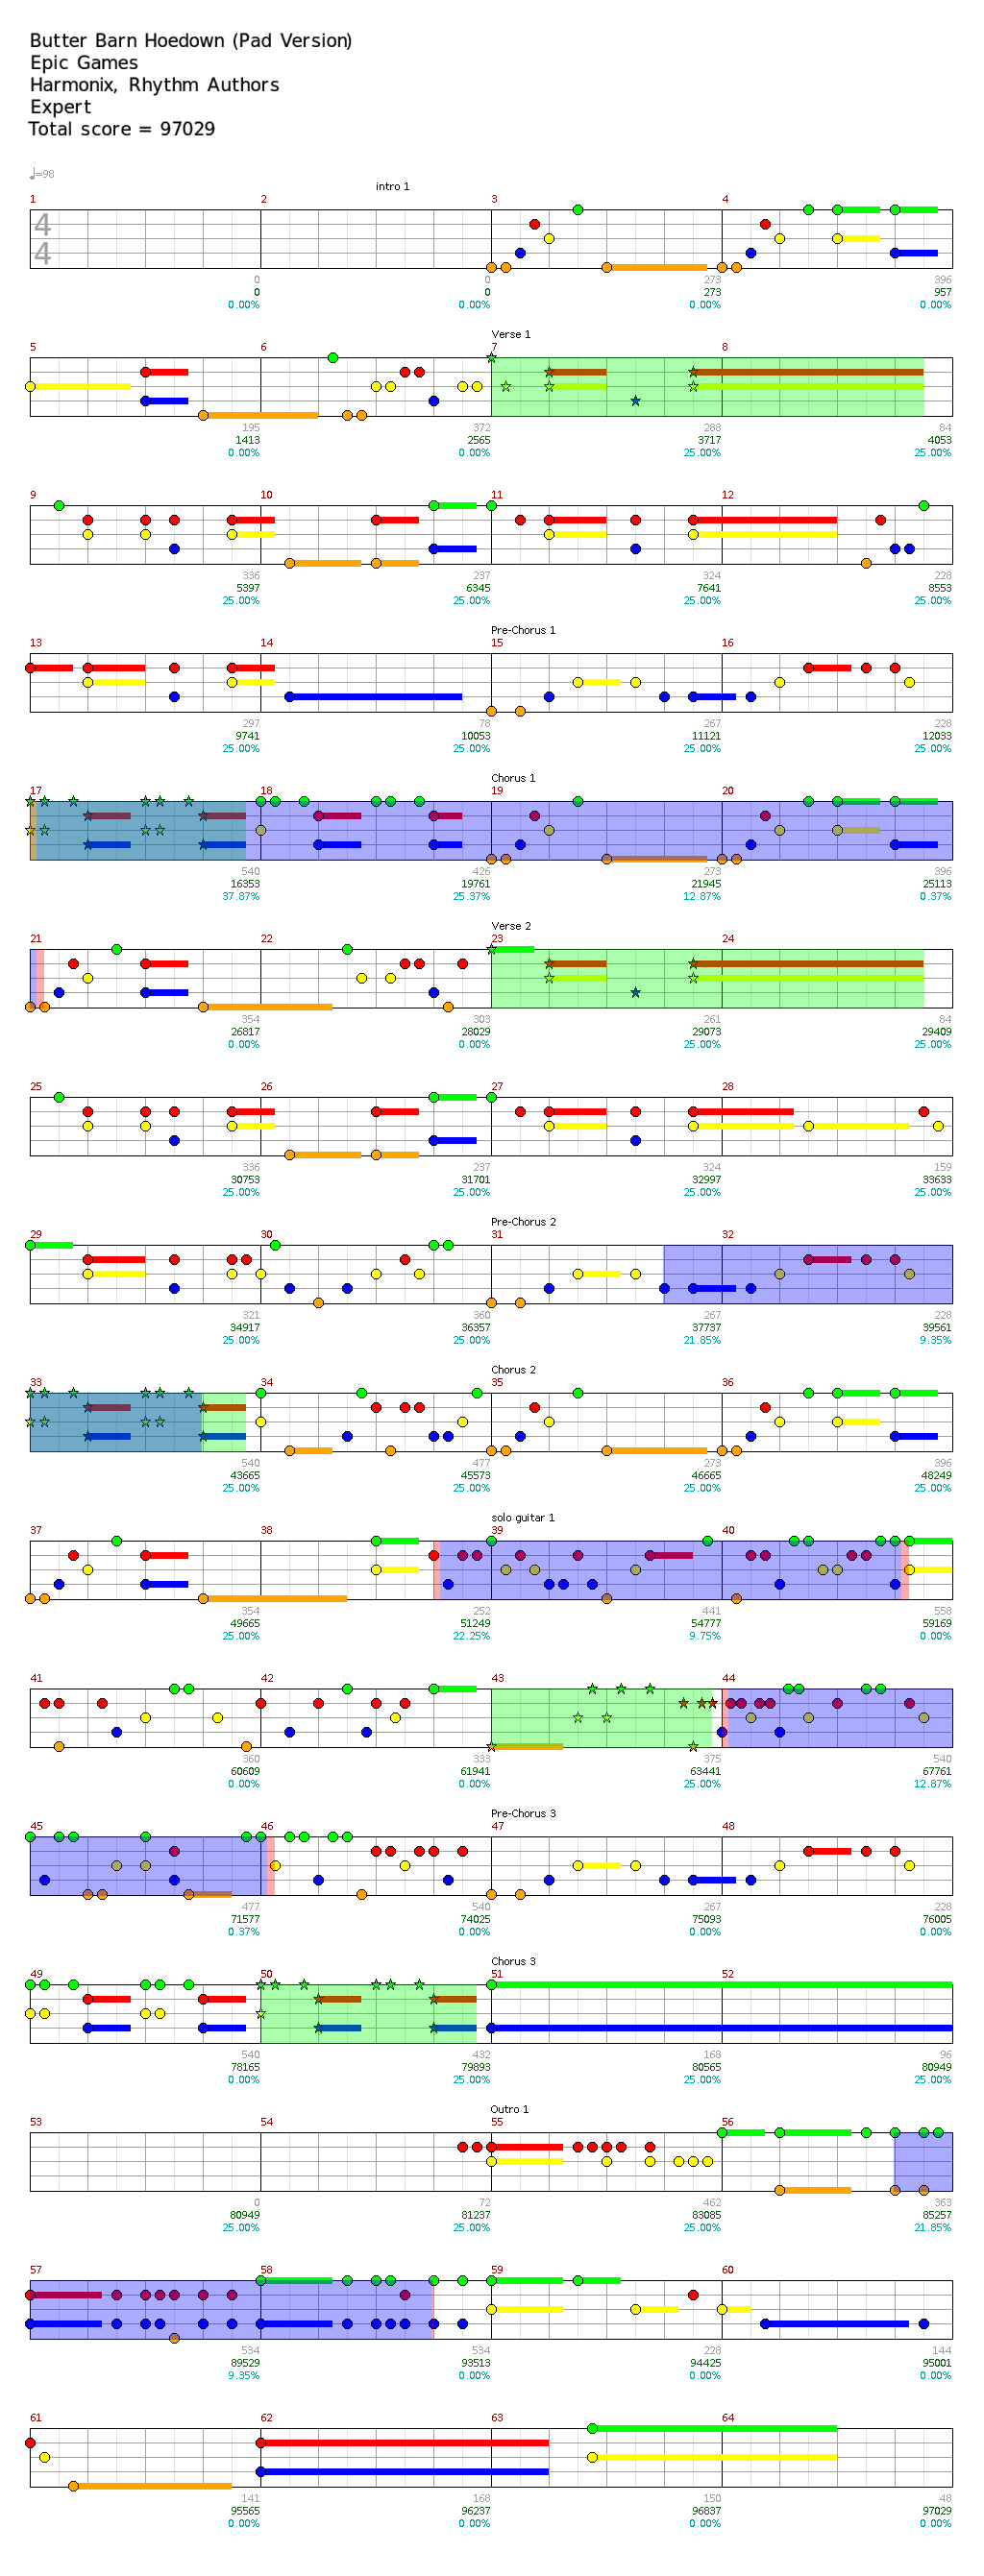 Butter Barn Hoedown (Pad Version)
Epic Games
Harmonix, Rhythm Authors
Expert
Total score = 97029
♩=98
intro 1
1 2 3 4
4
4
0 0 273 396
0 0 273 957
0.00% 0.00% 0.00% 0.00%
Verse 1
5 6 7 8
195 372 288 84
1413 2565 3717 4053
0.00% 0.00% 25.00% 25.00%
9 10 11 12
336 237 324 228
5397 6345 7641 8553
25.00% 25.00% 25.00% 25.00%
Pre-Chorus 1
13 14 15 16
297 78 267 228
9741 10053 11121 12033
25.00% 25.00% 25.00% 25.00%
Chorus 1
17 18 19 20
540 426 273 396
16353 19761 21945 25113
37.87% 25.37% 12.87% 0.37%
Verse 2
21 22 23 24
354 303 261 84
26817 28029 29073 29409
0.00% 0.00% 25.00% 25.00%
25 26 27 28
336 237 324 159
30753 31701 32997 33633
25.00% 25.00% 25.00% 25.00%
Pre-Chorus 2
29 30 31 32
321 360 267 228
34917 36357 37737 39561
25.00% 25.00% 21.85% 9.35%
Chorus 2
33 34 35 36
540 477 273 396
43665 45573 46665 48249
25.00% 25.00% 25.00% 25.00%
solo guitar 1
37 38 39 40
354 252 441 558
49665 51249 54777 59169
25.00% 22.25% 9.75% 0.00%
41 42 43 44
360 333 375 540
60609 61941 63441 67761
0.00% 0.00% 25.00% 12.87%
Pre-Chorus 3
45 46 47 48
477 540 267 228
71577 74025 75093 76005
0.37% 0.00% 0.00% 0.00%
Chorus 3
49 50 51 52
540 432 168 96
78165 79893 80565 80949
0.00% 25.00% 25.00% 25.00%
Outro 1
53 54 55 56
0 72 462 363
80949 81237 83085 85257
25.00% 25.00% 25.00% 21.85%
57 58 59 60
534 534 228 144
89529 93513 94425 95001
9.35% 0.00% 0.00% 0.00%
61 62 63 64
141 168 150 48
95565 96237 96837 97029
0.00% 0.00% 0.00% 0.00%